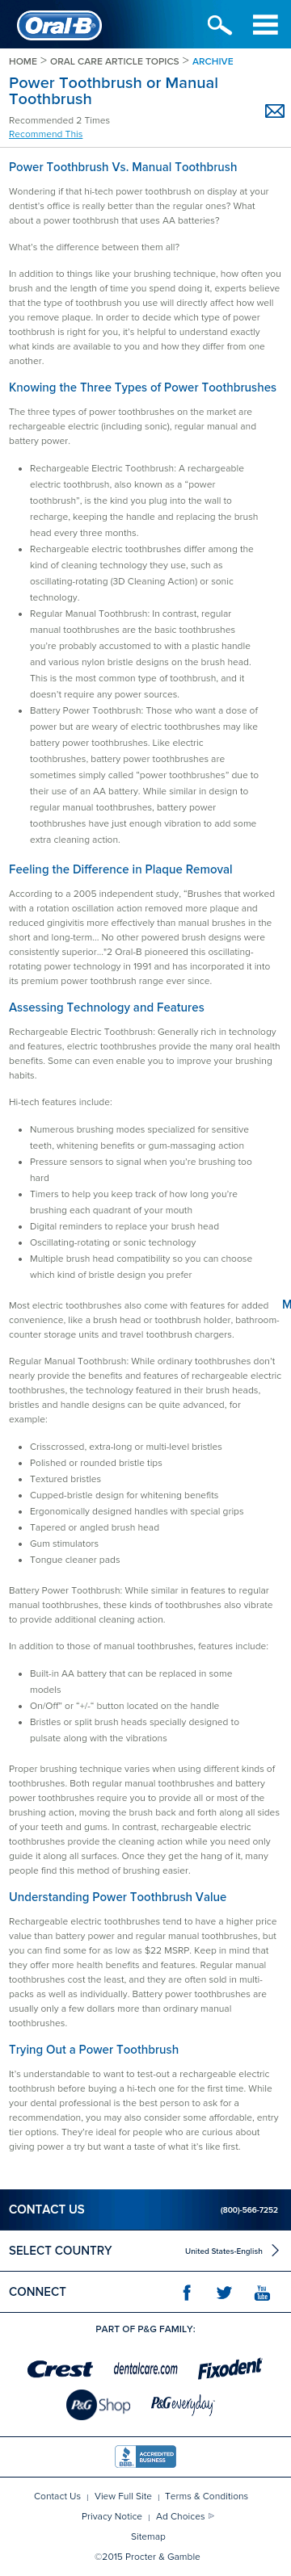 Oral-B
HOME > ORAL CARE ARTICLE TOPICS > ARCHIVE
Power Toothbrush or Manual
Toothbrush
Recommended 2 Times
Recommend This
Power Toothbrush Vs. Manual Toothbrush
Wondering if that hi-tech power toothbrush on display at your
dentist's office is really better than the regular ones? What
about a power toothbrush that uses AA batteries?
What's the difference between them all?
In addition to things like your brushing technique, how often you
brush and the length of time you spend doing it, experts believe
that the type of toothbrush you use will directly affect how well
you remove plaque. In order to decide which type of power
toothbrush is right for you, it's helpful to understand exactly
what kinds are available to you and how they differ from one
another.
Knowing the Three Types of Power Toothbrushes
The three types of power toothbrushes on the market are
rechargeable electric (including sonic), regular manual and
battery power.
• Rechargeable Electric Toothbrush: A rechargeable
electric toothbrush, also known as a "power
toothbrush", is the kind you plug into the wall to
recharge, keeping the handle and replacing the brush
head every three months.
• Rechargeable electric toothbrushes differ among the
kind of cleaning technology they use, such as
oscillating-rotating (3D Cleaning Action) or sonic
technology.
• Regular Manual Toothbrush: In contrast, regular
manual toothbrushes are the basic toothbrushes
you're probably accustomed to with a plastic handle
and various nylon bristle designs on the brush head.
This is the most common type of toothbrush, and it
doesn't require any power sources.
• Battery Power Toothbrush: Those who want a dose of
power but are weary of electric toothbrushes may like
battery power toothbrushes. Like electric
toothbrushes, battery power toothbrushes are
sometimes simply called "power toothbrushes" due to
their use of an AA battery. While similar in design to
regular manual toothbrushes, battery power
toothbrushes have just enough vibration to add some
extra cleaning action.
Feeling the Difference in Plaque Removal
According to a 2005 independent study, "Brushes that worked
with a rotation oscillation action removed more plaque and
reduced gingivitis more effectively than manual brushes in the
short and long-term... No other powered brush designs were
consistently superior..."2 Oral-B pioneered this oscillating-
rotating power technology in 1991 and has incorporated it into
its premium power toothbrush range ever since.
Assessing Technology and Features
Rechargeable Electric Toothbrush: Generally rich in technology
and features, electric toothbrushes provide the many oral health
benefits. Some can even enable you to improve your brushing
habits.
Hi-tech features include:
• Numerous brushing modes specialized for sensitive
teeth, whitening benefits or gum-massaging action
• Pressure sensors to signal when you're brushing too
hard
• Timers to help you keep track of how long you're
brushing each quadrant of your mouth
• Digital reminders to replace your brush head
• Oscillating-rotating or sonic technology
• Multiple brush head compatibility so you can choose
which kind of bristle design you prefer
Most electric toothbrushes also come with features for added
convenience, like a brush head or toothbrush holder, bathroom-
counter storage units and travel toothbrush chargers.
M
Regular Manual Toothbrush: While ordinary toothbrushes don't
nearly provide the benefits and features of rechargeable electric
toothbrushes, the technology featured in their brush heads,
bristles and handle designs can be quite advanced, for
example:
• Crisscrossed, extra-long or multi-level bristles
• Polished or rounded bristle tips
• Textured bristles
• Cupped-bristle design for whitening benefits
• Ergonomically designed handles with special grips
• Tapered or angled brush head
• Gum stimulators
• Tongue cleaner pads
Battery Power Toothbrush: While similar in features to regular
manual toothbrushes, these kinds of toothbrushes also vibrate
to provide additional cleaning action.
In addition to those of manual toothbrushes, features include:
• Built-in AA battery that can be replaced in some
models
• On/Off" or "+/-" button located on the handle
• Bristles or split brush heads specially designed to
pulsate along with the vibrations
Proper brushing technique varies when using different kinds of
toothbrushes. Both regular manual toothbrushes and battery
power toothbrushes require you to provide all or most of the
brushing action, moving the brush back and forth along all sides
of your teeth and gums. In contrast, rechargeable electric
toothbrushes provide the cleaning action while you need only
guide it along all surfaces. Once they get the hang of it, many
people find this method of brushing easier.
Understanding Power Toothbrush Value
Rechargeable electric toothbrushes tend to have a higher price
value than battery power and regular manual toothbrushes, but
you can find some for as low as $22 MSRP. Keep in mind that
they offer more health benefits and features. Regular manual
toothbrushes cost the least, and they are often sold in multi-
packs as well as individually. Battery power toothbrushes are
usually only a few dollars more than ordinary manual
toothbrushes.
Trying Out a Power Toothbrush
It's understandable to want to test-out a rechargeable electric
toothbrush before buying a hi-tech one for the first time. While
your dental professional is the best person to ask for a
recommendation, you may also consider some affordable, entry
tier options. They're ideal for people who are curious about
giving power a try but want a taste of what it's like first.
CONTACT US (800)-566-7252
SELECT COUNTRY United States-English
CONNECT f You Tube
PART OF P&G FAMILY:
Crest dentalcare.com Fixodent
P&G Shop P&G everyday
BBB ACCREDITED BUSINESS
Contact Us | View Full Site | Terms & Conditions
Privacy Notice | Ad Choices
Sitemap
©2015 Procter & Gamble